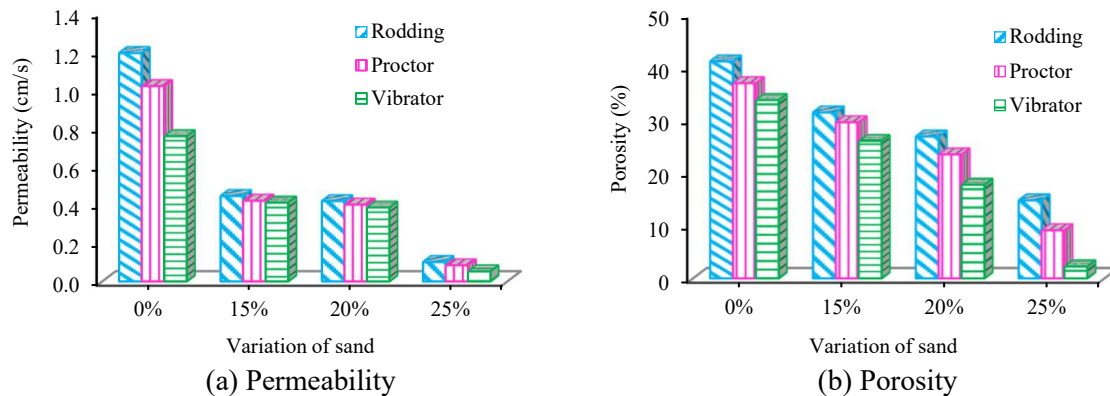 1.4
1.2
1.0
0.8
0.6
0.4
0.2
0.0
Permeability (cm/s)
Rodding
Proctor
Vibrator
0% 15% 20% 25%
Variation of sand
(a) Permeability
50
40
30
20
10
0
Porosity (%)
Rodding
Proctor
Vibrator
0% 15% 20% 25%
Variation of sand
(b) Porosity